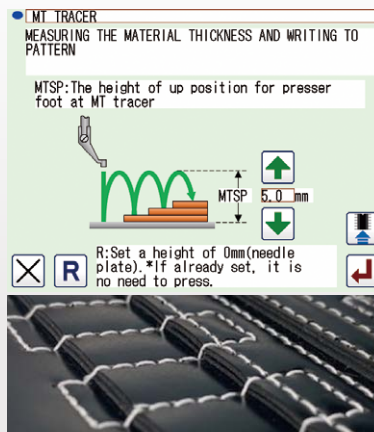 MT TRACER
MEASURING THE MATERIAL THICKNESS AND WRITING TO
PATTERN
MTSP:The height of up position for presser
foot at MT tracer
MTSP 5.0 mm
R:Set a height of 0mm(needle
plate).*If already set, it is
no need to press.
R